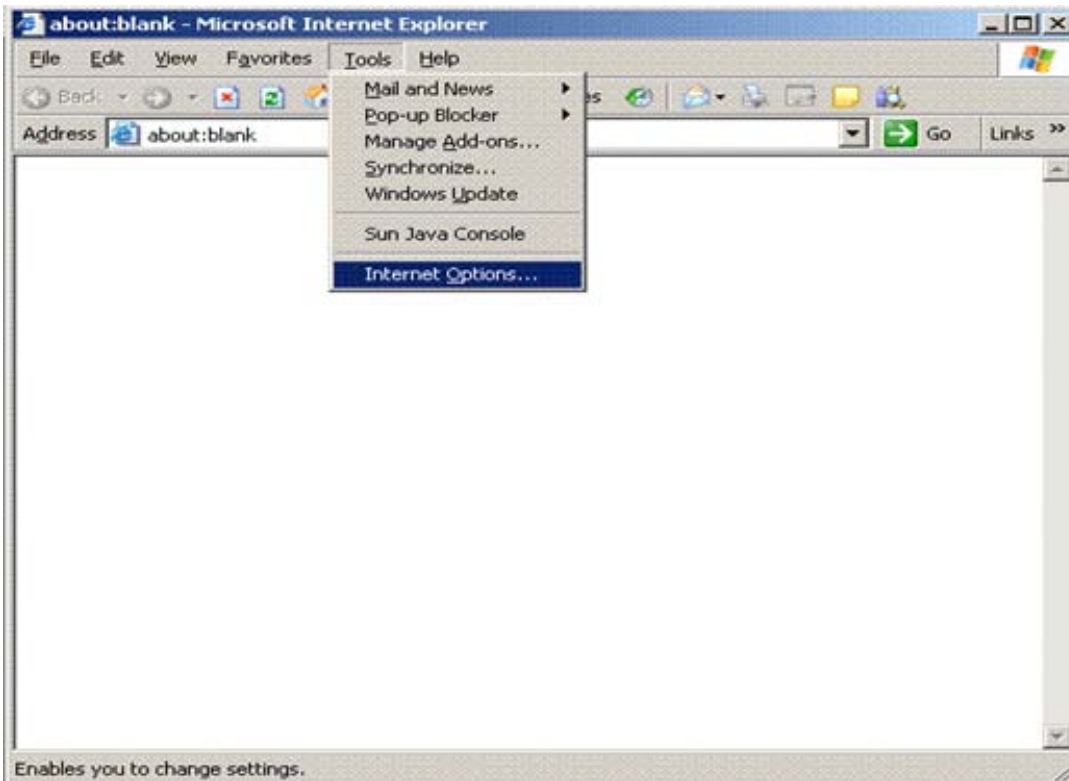 about:blank - Microsoft Internet Explorer
File Edit View Favorites Tools Help
Back
Address about:blank Go Links »
Mail and News
Pop-up Blocker
Manage Add-ons...
Synchronize...
Windows Update
Sun Java Console
Internet Options...
Enables you to change settings.